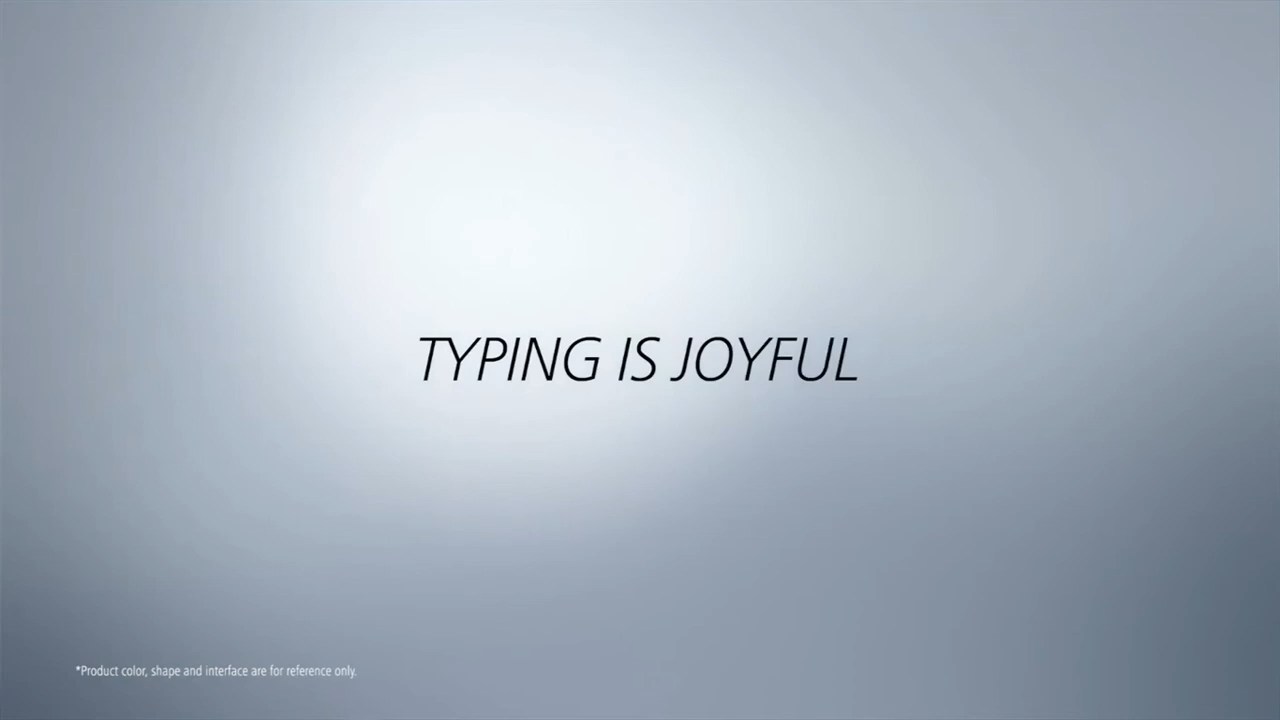 TYPING IS JOYFUL
*Product color, shape and interface are for reference only.